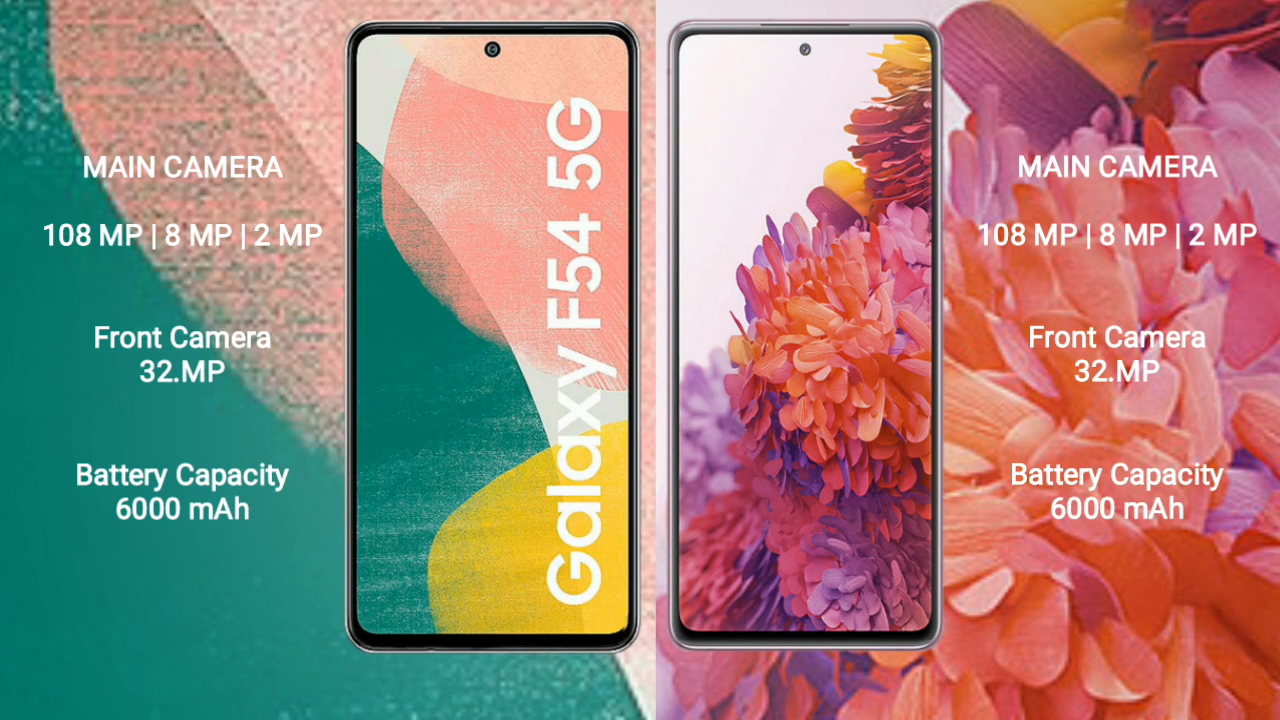 MAIN CAMERA
108 MP | 8 MP | 2 MP
Front Camera
32.MP
Battery Capacity
6000 mAh
Galaxy F54 5G
MAIN CAMERA
108 MP | 8 MP | 2 MP
Front Camera
32.MP
Battery Capacity
6000 mAh